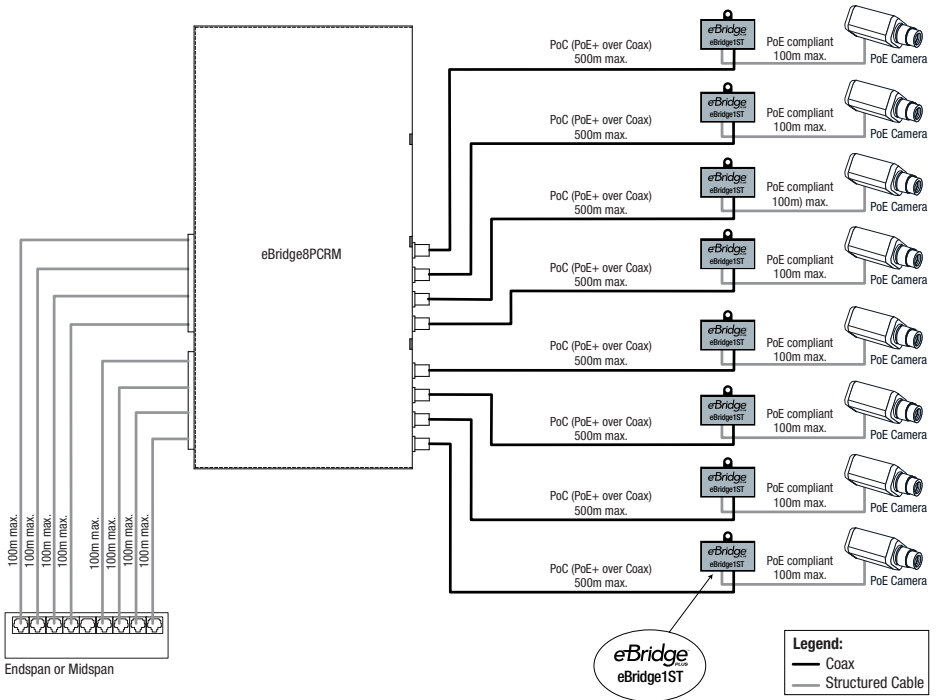 PoC (PoE+ over Coax)
500m max.
eBridge
eBridge1ST
PoE compliant
100m max.
PoE Camera
PoC (PoE+ over Coax)
500m max.
eBridge
eBridge1ST
PoE compliant
100m max.
PoE Camera
PoC (PoE+ over Coax)
500m max.
eBridge
eBridge1ST
PoE compliant
100m) max.
PoE Camera
eBridge8PCRM
PoC (PoE+ over Coax)
500m max.
eBridge
eBridge1ST
PoE compliant
100m max.
PoE Camera
PoC (PoE+ over Coax)
500m max.
eBridge
eBridge1ST
PoE compliant
100m max.
PoE Camera
PoC (PoE+ over Coax)
500m max.
eBridge
eBridge1ST
PoE compliant
100m max.
PoE Camera
PoC (PoE+ over Coax)
500m max.
eBridge
eBridge1ST
PoE compliant
100m max.
PoE Camera
PoC (PoE+ over Coax)
500m max.
eBridge
eBridge1ST
PoE compliant
100m max.
PoE Camera
100m max.
100m max.
100m max.
100m max.
100m max.
100m max.
100m max.
100m max.
Endspan or Midspan
eBridge
PLUS
eBridge1ST
Legend:
Coax
Structured Cable